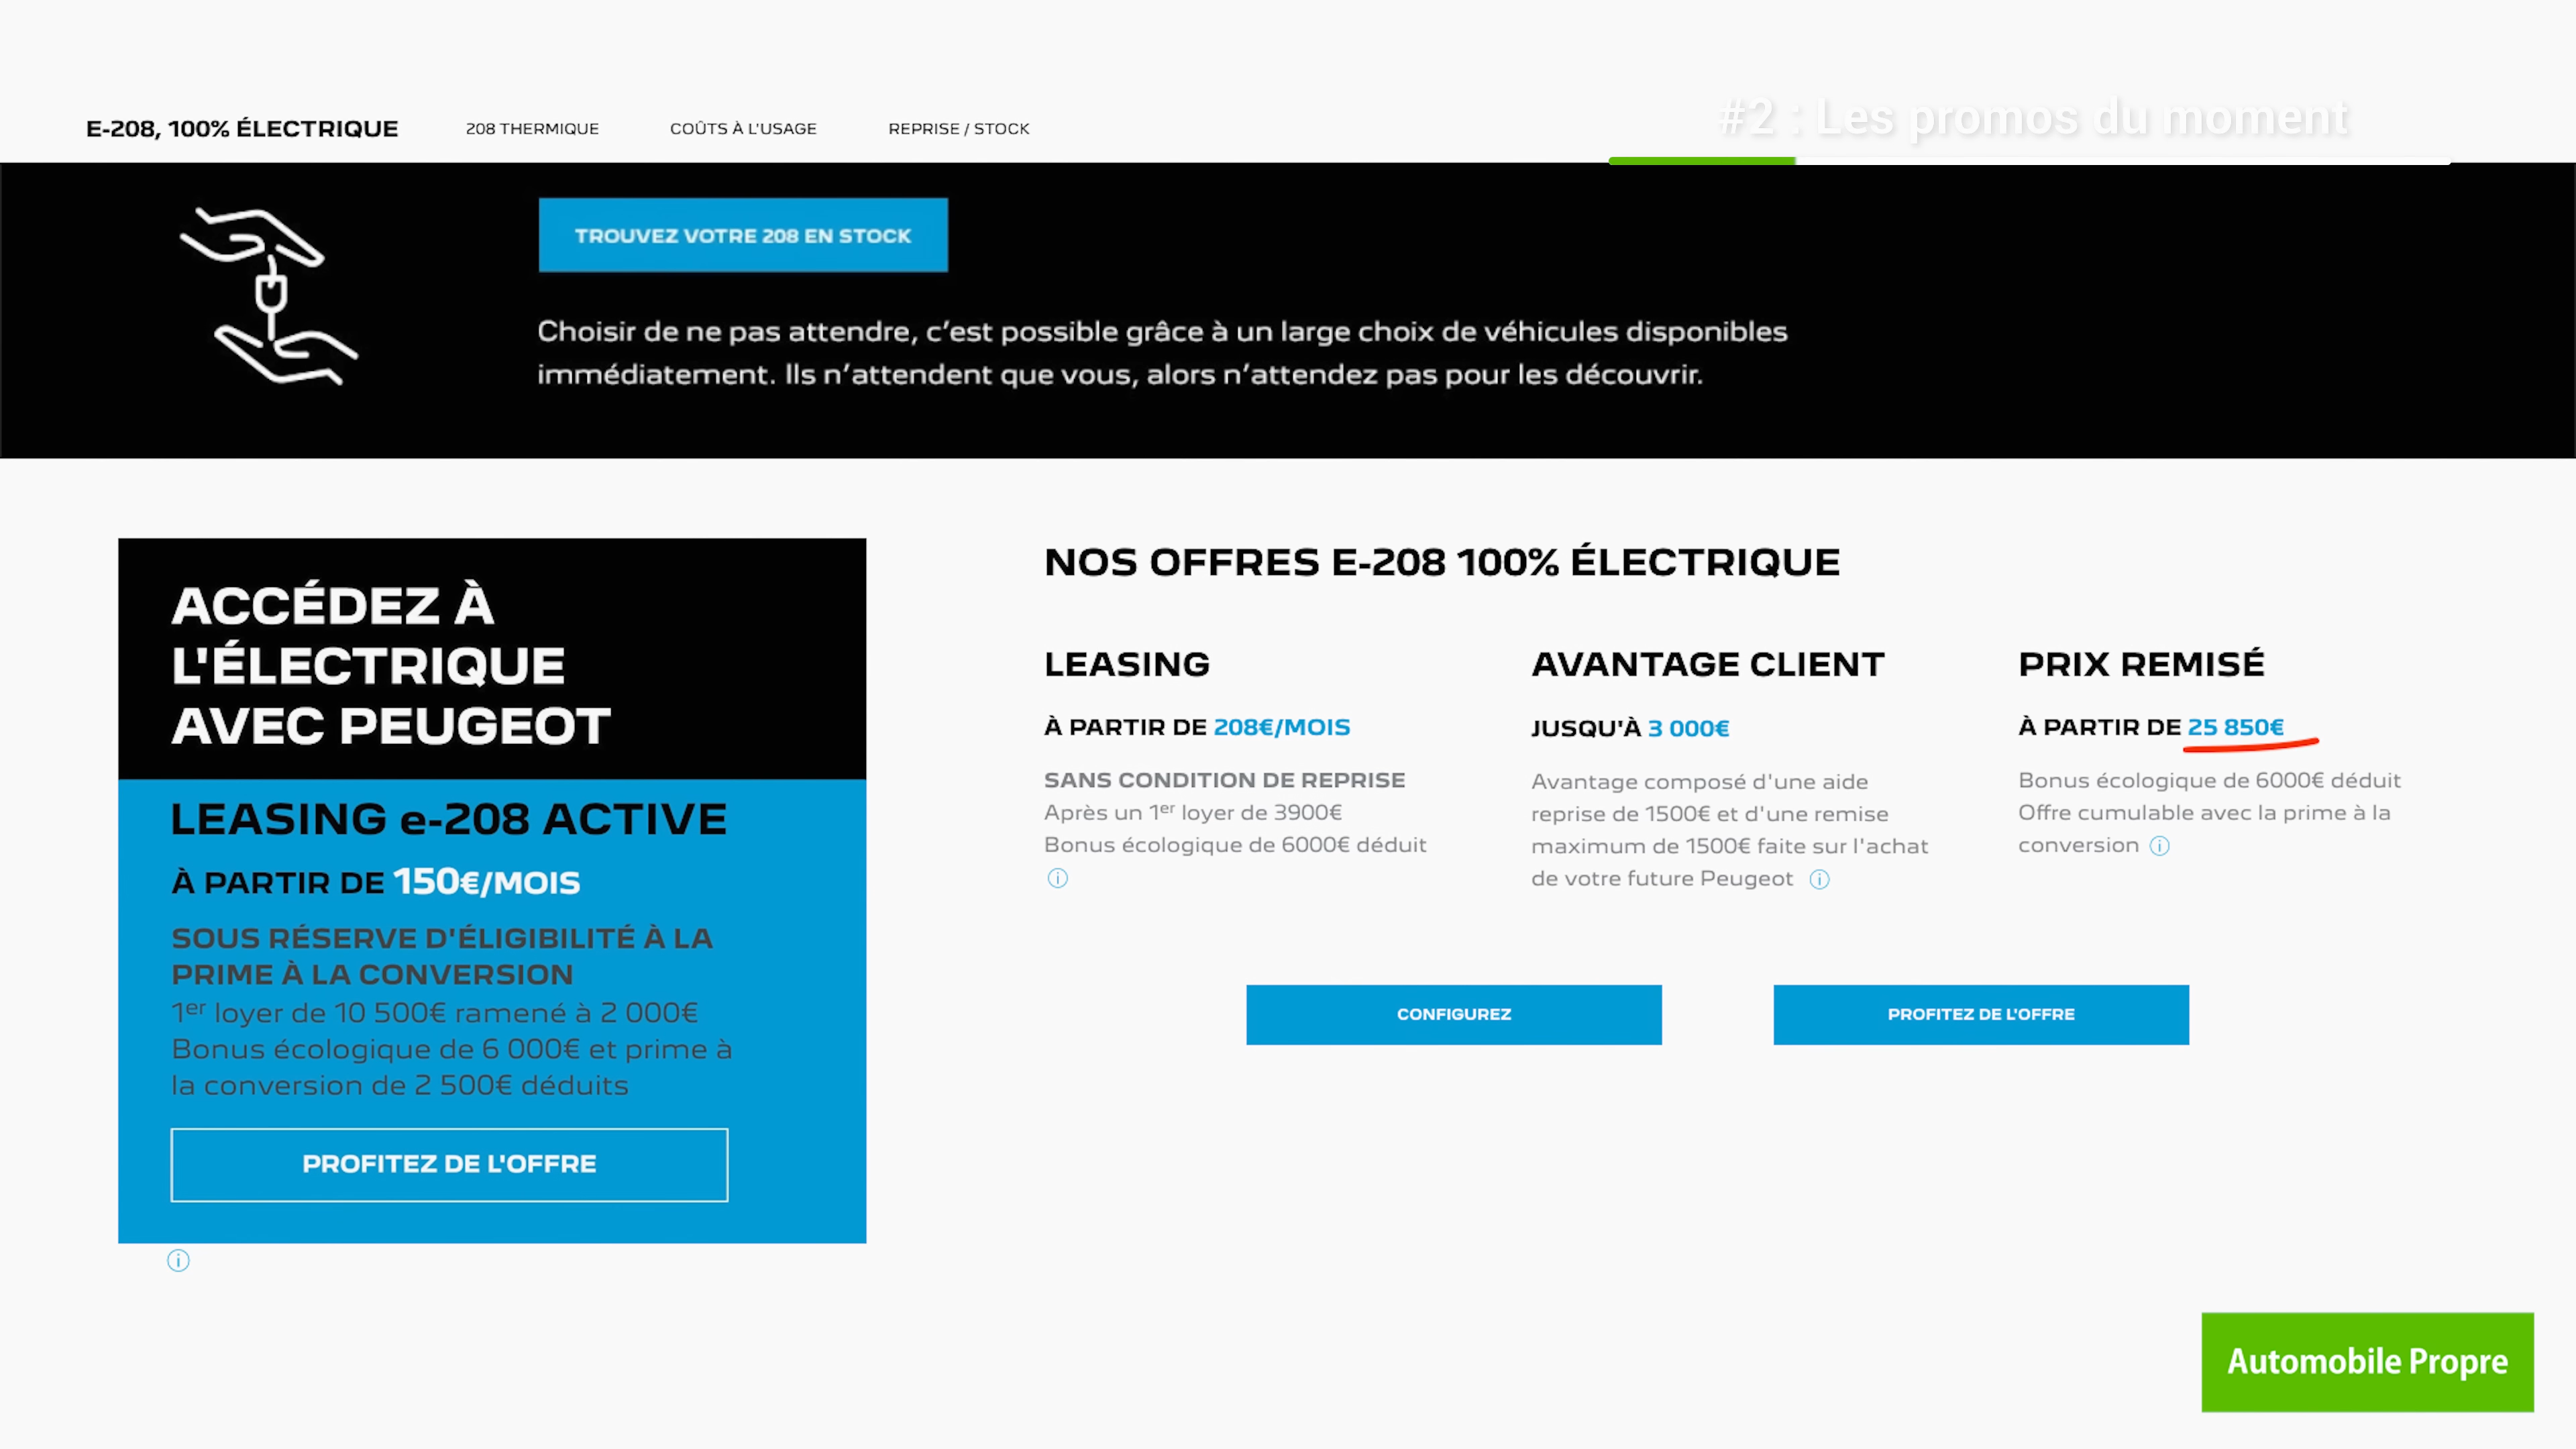 #2 : Les promos du moment
E-208, 100% ÉLECTRIQUE
208 THERMIQUE
COÛTS À L'USAGE
REPRISE / STOCK
TROUVEZ VOTRE 208 EN STOCK
Choisir de ne pas attendre, c’est possible grâce à un large choix de véhicules disponibles
immédiatement. Ils n’attendent que vous, alors n’attendez pas pour les découvrir.
ACCÉDEZ À
L'ÉLECTRIQUE
AVEC PEUGEOT
LEASING e-208 ACTIVE
À PARTIR DE 150€/MOIS
SOUS RÉSERVE D'ÉLIGIBILITÉ À LA
PRIME À LA CONVERSION
1er loyer de 10 500€ ramené à 2 000€
Bonus écologique de 6 000€ et prime à
la conversion de 2 500€ déduits
PROFITEZ DE L'OFFRE
NOS OFFRES E-208 100% ÉLECTRIQUE
LEASING
À PARTIR DE 208€/MOIS
SANS CONDITION DE REPRISE
Après un 1er loyer de 3900€
Bonus écologique de 6000€ déduit
AVANTAGE CLIENT
JUSQU'À 3 000€
Avantage composé d'une aide
reprise de 1500€ et d'une remise
maximum de 1500€ faite sur l'achat
de votre future Peugeot
PRIX REMISÉ
À PARTIR DE 25 850€
Bonus écologique de 6000€ déduit
Offre cumulable avec la prime à la
conversion
CONFIGUREZ
PROFITEZ DE L'OFFRE
Automobile Propre